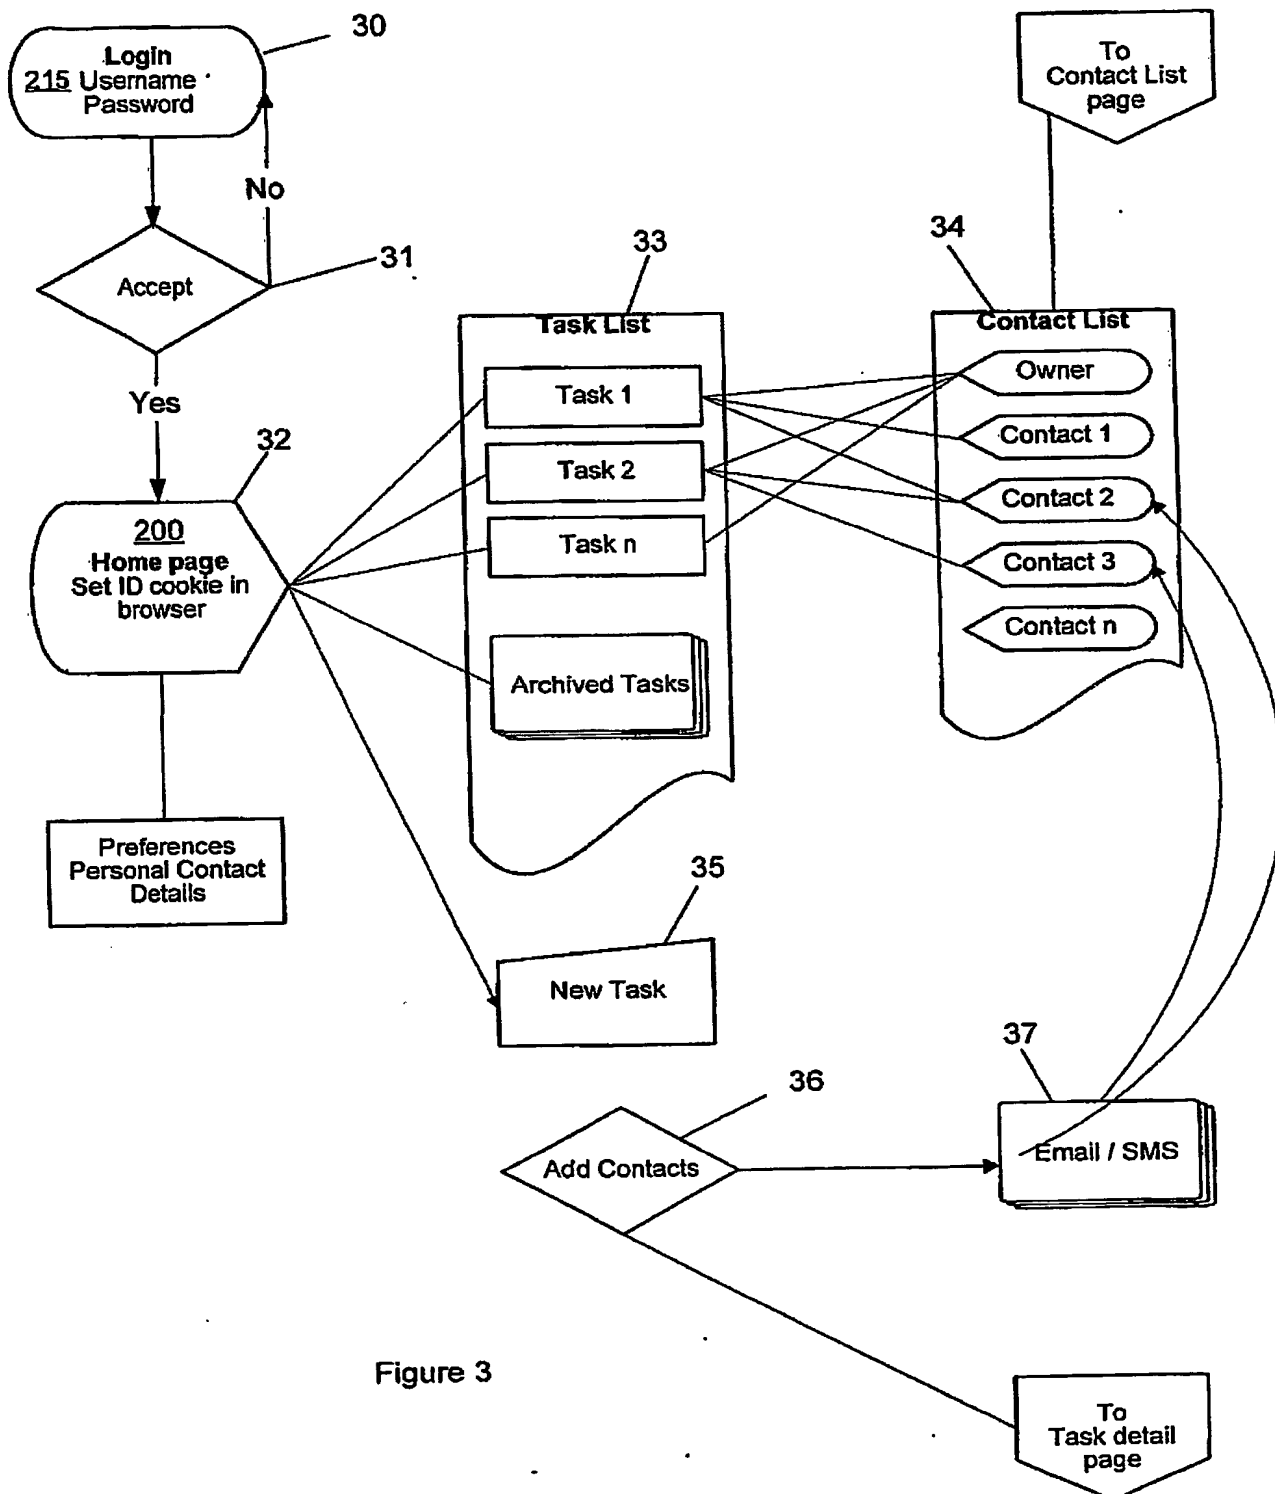 30
Login
215 Username
Password
To
Contact List
page
No
31
Accept
33
34
Task List
Contact List
Task 1
Owner
Yes
Contact 1
32
Task 2
Contact 2
200
Home page
Set ID cookie in
browser
Task n
Contact 3
Contact n
Archived Tasks
Preferences
Personal Contact
Details
35
New Task
37
36
Add Contacts
Email / SMS
Figure 3
To
Task detail
page